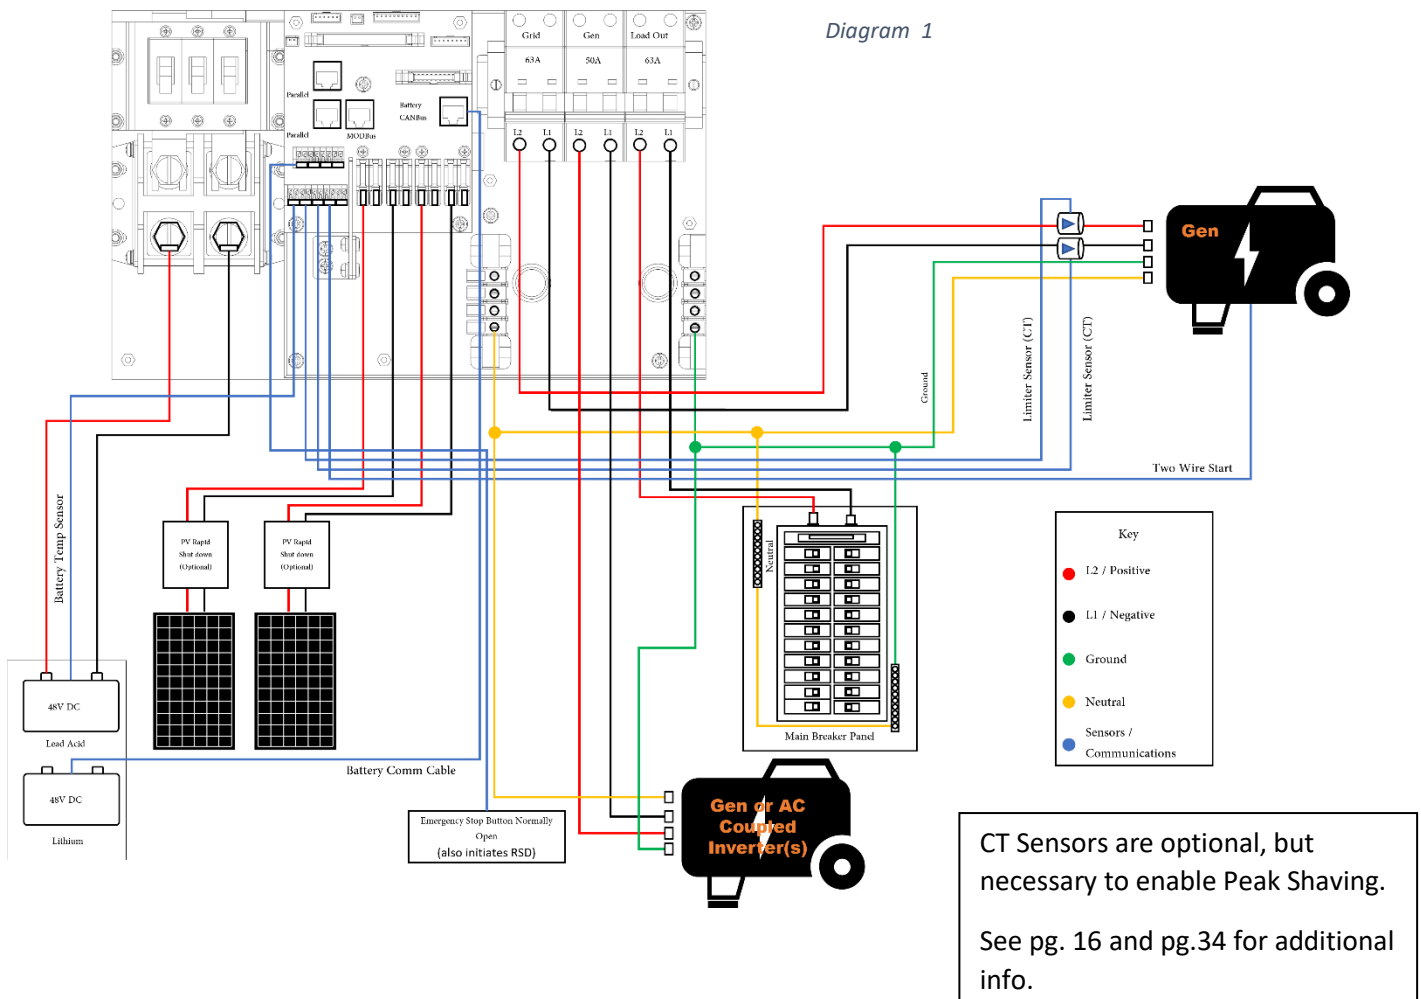 Diagram 1
Grid
Gen
Load Out
63A
50A
63A
Parallel
Battery
CANBus
Parallel
MODBus
L2
L1
L2
L1
L2
L1
Gen
Limiter Sensor (CT)
Limiter Sensor (CT)
Ground
Two Wire Start
Battery Temp Sensor
PV Rapid
Shut down
(Optional)
PV Rapid
Shut down
(Optional)
Neutral
Main Breaker Panel
Key
L2 / Positive
L1 / Negative
Ground
Neutral
Sensors /
Communications
48V DC
Lead Acid
48V DC
Lithium
Battery Comm Cable
Emergency Stop Button Normally
Open
(also initiates RSD)
Gen or AC
Coupled
Inverter(s)
CT Sensors are optional, but
necessary to enable Peak Shaving.
See pg. 16 and pg.34 for additional
info.